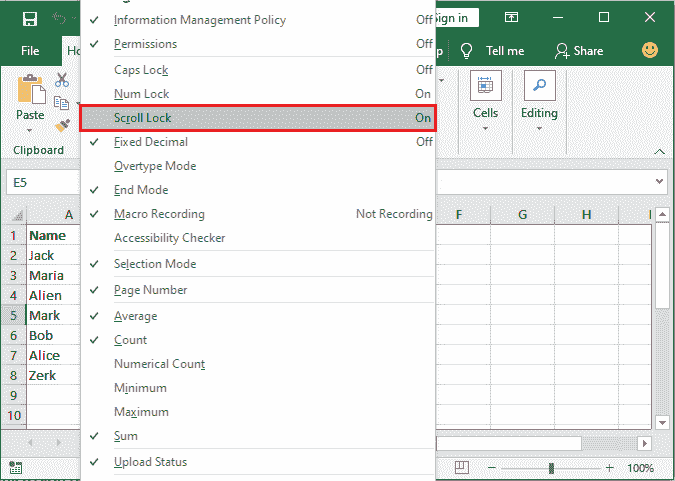 Sign in
File
Ho
p
Tell me
Share
Paste
Clipboard
Cells
Editing
E5
A
F
G
H
I
1 Name
2 Jack
3 Maria
4 Alien
5 Mark
6 Bob
7 Alice
8 Zerk
9
10
Information Management Policy Off
Permissions Off
Caps Lock Off
Num Lock On
Scroll Lock On
Fixed Decimal Off
Overtype Mode
End Mode
Macro Recording Not Recording
Accessibility Checker
Selection Mode
Page Number
Average
Count
Numerical Count
Minimum
Maximum
Sum
Upload Status
100%